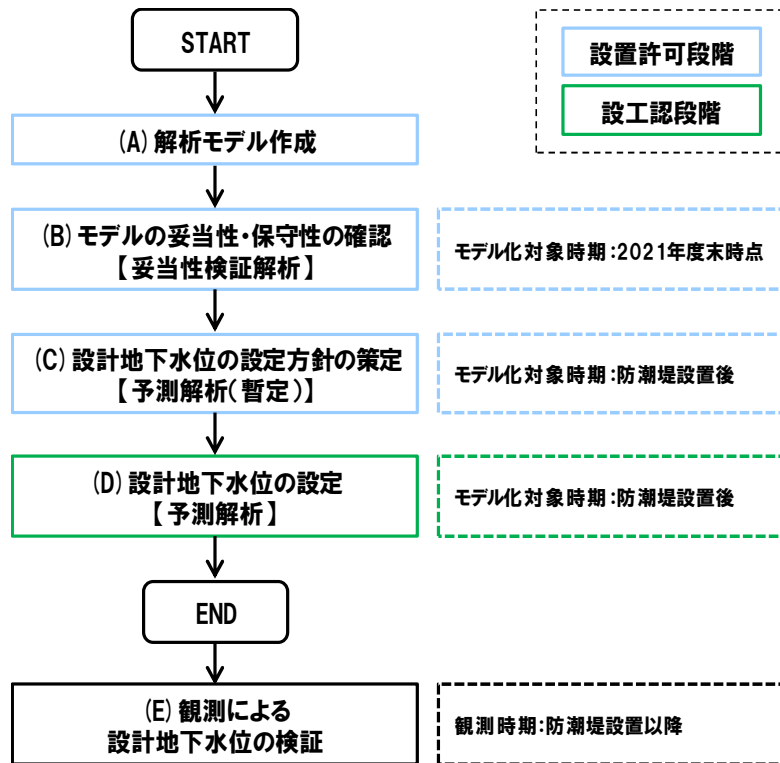 START
設置許可段階
設工認段階
(A)解析モデル作成
(B)モデルの妥当性・保守性の確認
【妥当性検証解析】
モデル化対象時期:2021年度末時点
(C)設計地下水位の設定方針の策定
【予測解析(暫定)】
モデル化対象時期:防潮堤設置後
(D)設計地下水位の設定
【予測解析】
モデル化対象時期:防潮堤設置後
END
(E)観測による
設計地下水位の検証
観測時期:防潮堤設置以降